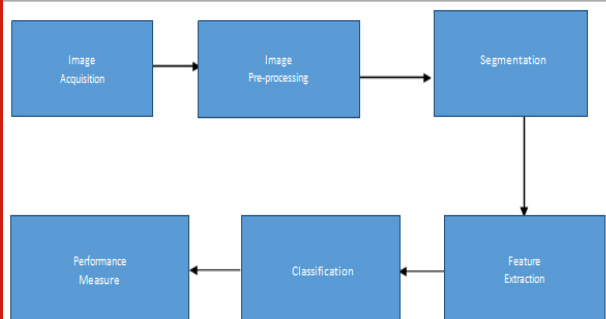 Image
Acquisition
Image
Pre-processing
Segmentation
Feature
Extraction
Classification
Performance
Measure